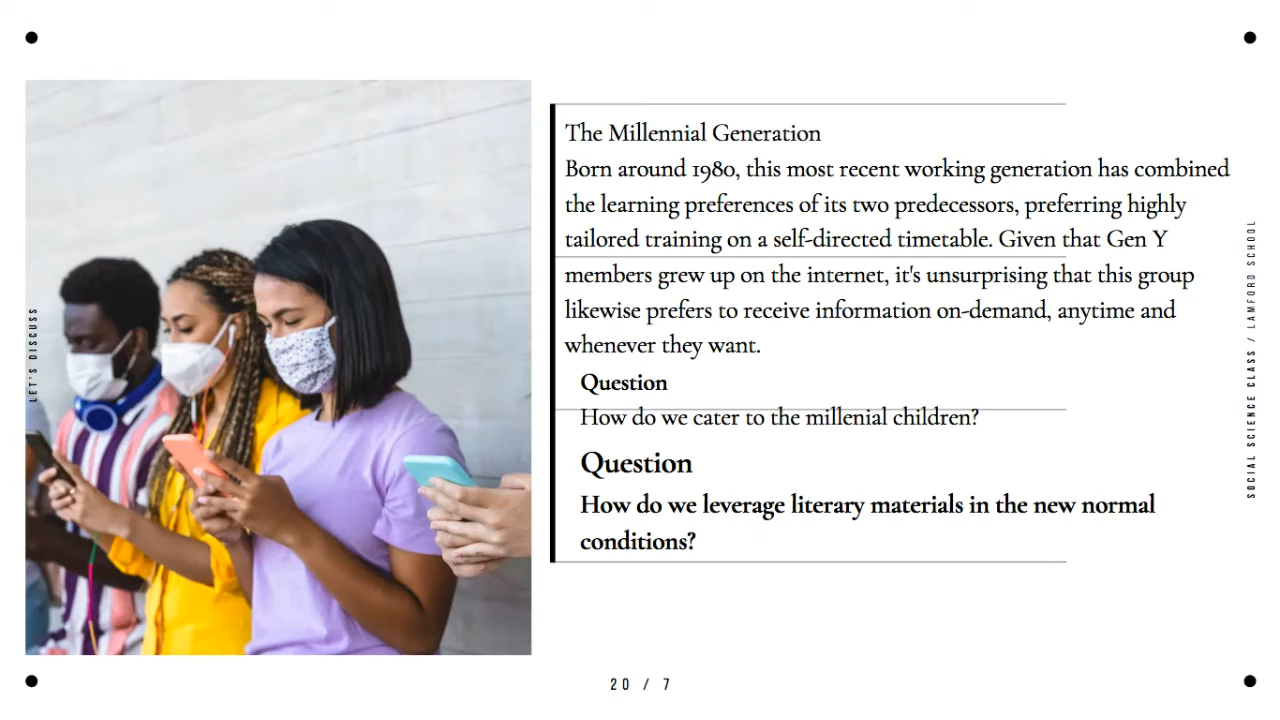 The Millennial Generation
Born around 1980, this most recent working generation has combined
the learning preferences of its two predecessors, preferring highly
tailored training on a self-directed timetable. Given that Gen Y
members grew up on the internet, it's unsurprising that this group
likewise prefers to receive information on-demand, anytime and
whenever they want.
Question
How do we cater to the millenial children?
Question
How do we leverage literary materials in the new normal
conditions?
LET'S DISCUSS
SOCIAL SCIENCE CLASS / LAMFORD SCHOOL
20 / 7